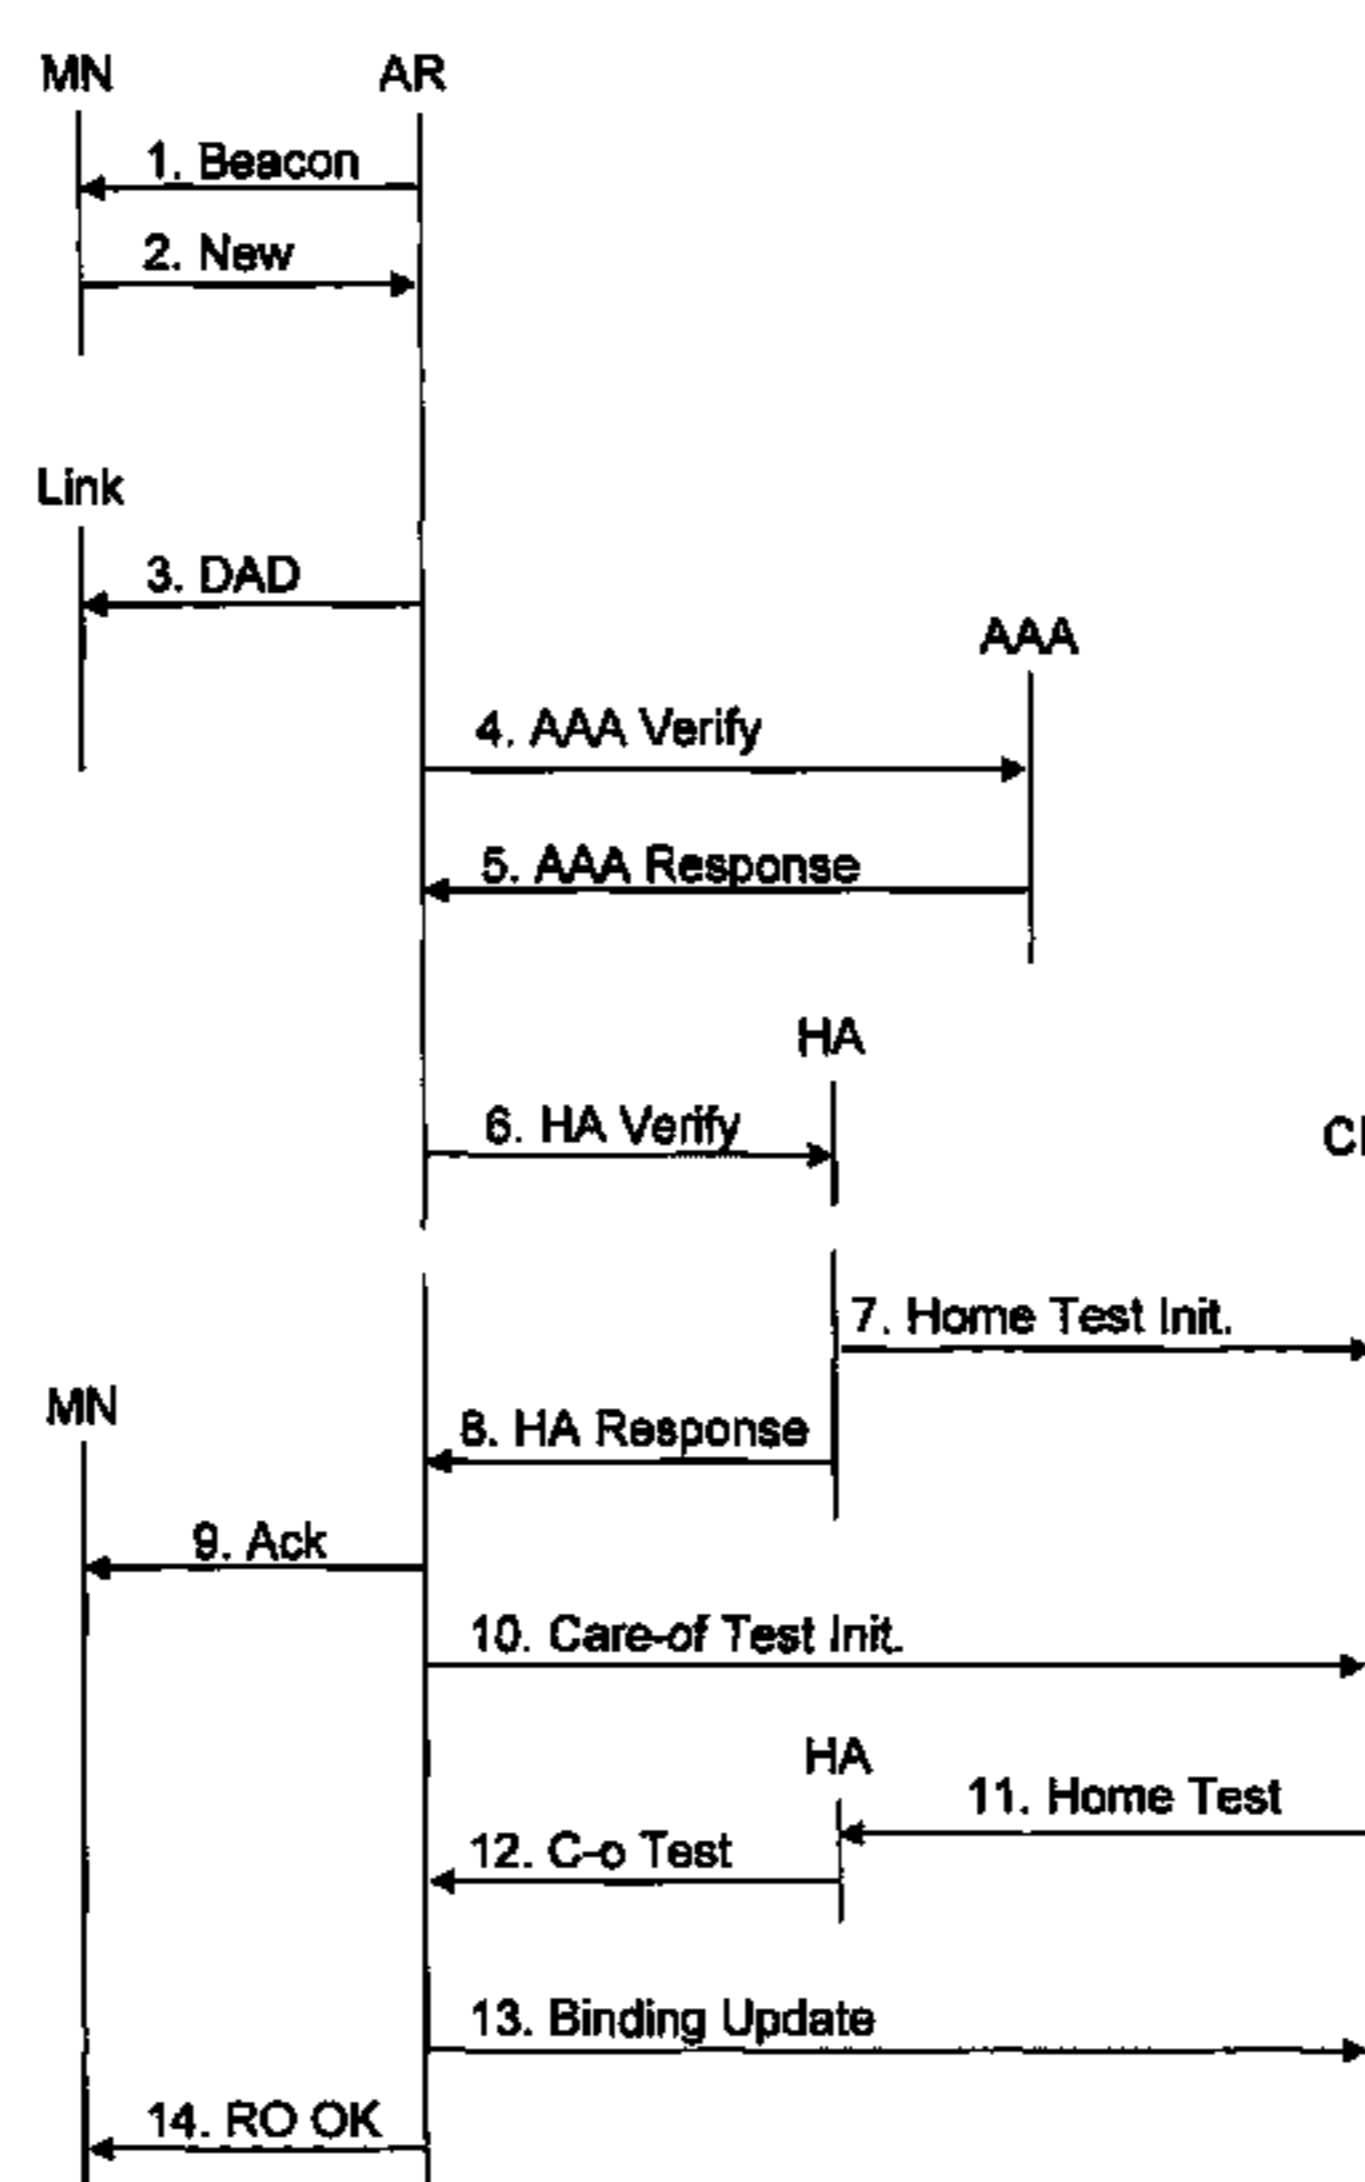 MN AR
1. Beacon
2. New
Link
3. DAD
AAA
4. AAA Verify
5. AAA Response
HA
6. HA Verify
7. Home Test Init.
MN
8. HA Response
9. Ack
10. Care-of Test Init.
HA
11. Home Test
12. C-o Test
13. Binding Update
14. RO OK